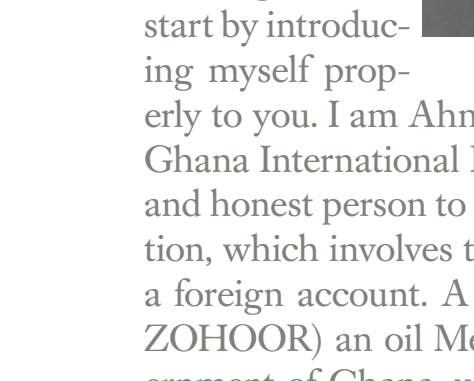 start by introduc-
ing myself prop-
erly to you. I am Ahn
Ghana International
and honest person to
tion, which involves t
a foreign account. A
ZOHOOR) an oil Me
ernment of Ghana